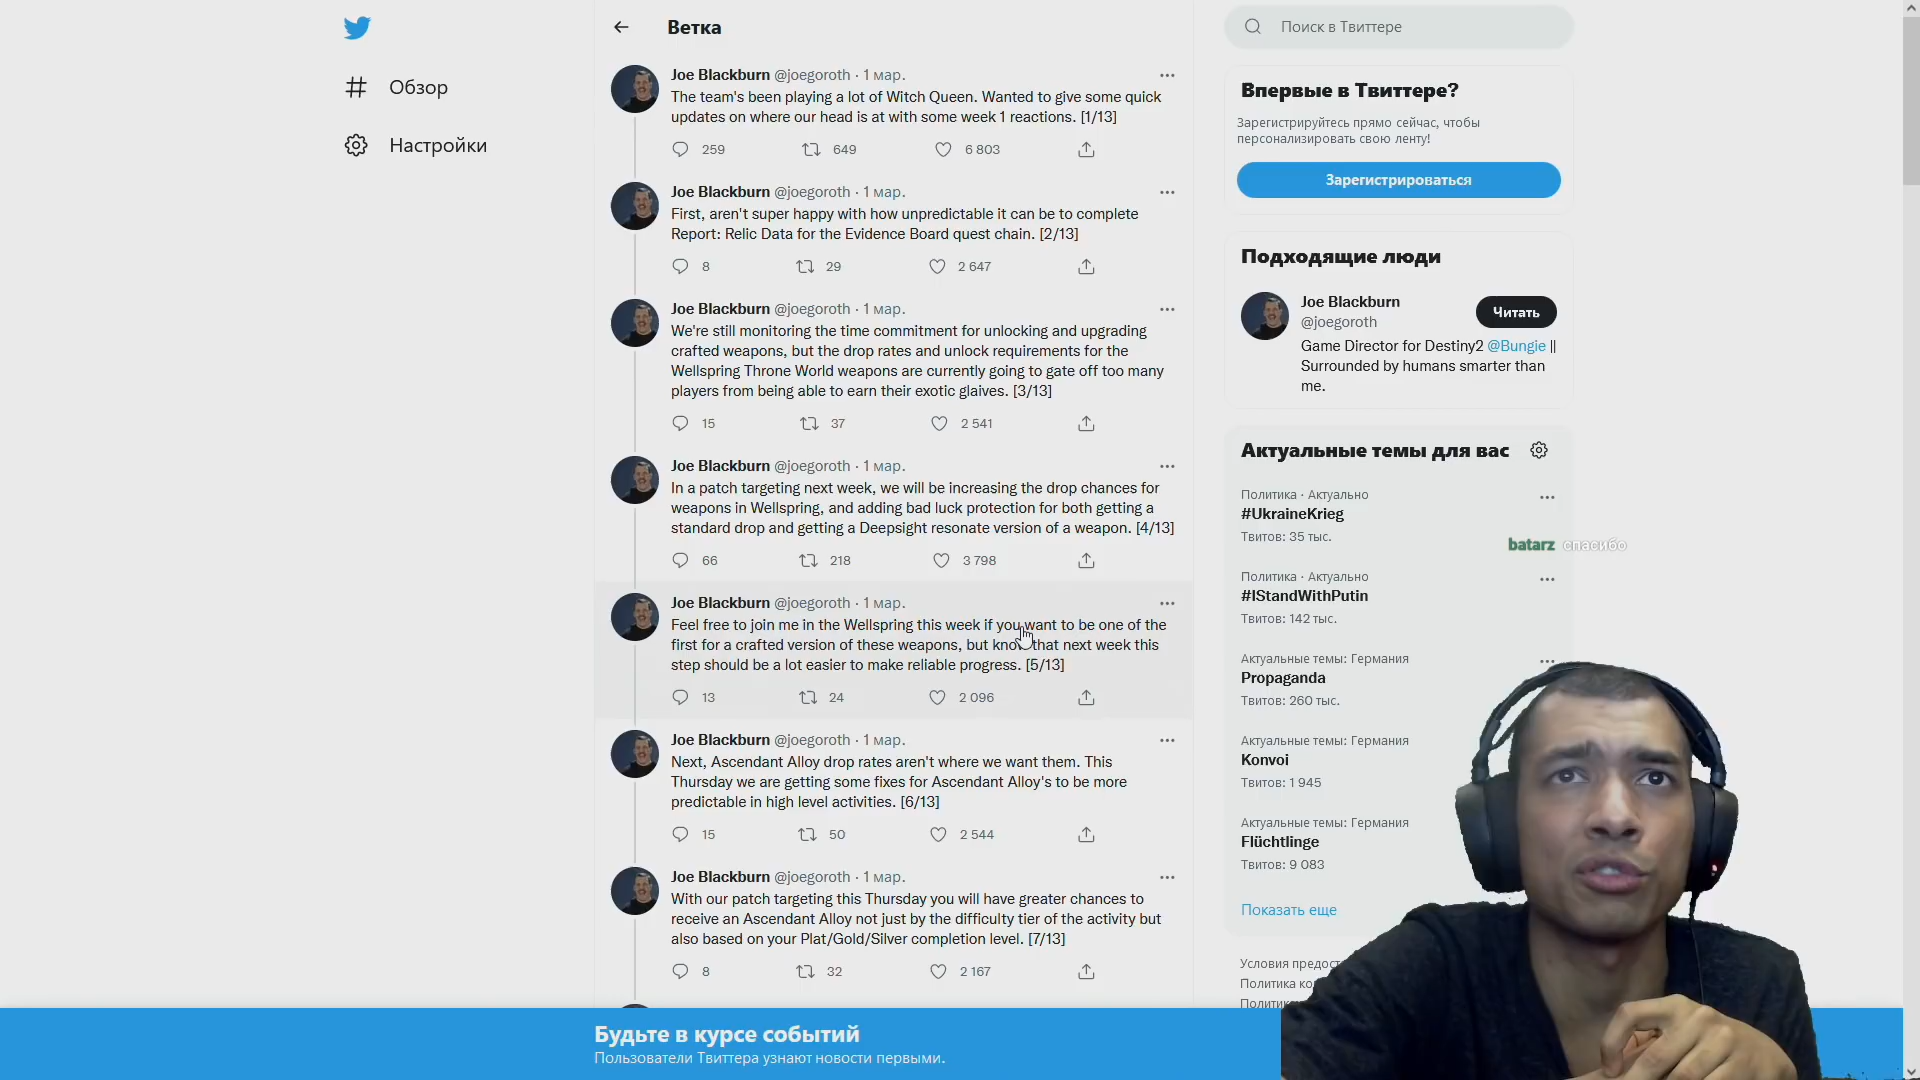 Обзор
Настройки
Ветка
Joe Blackburn @joegoroth · 1 мар.
The team's been playing a lot of Witch Queen. Wanted to give some quick
updates on where our head is at with some week 1 reactions. [1/13]
259 649 6 803
Joe Blackburn @joegoroth · 1 мар.
First, aren't super happy with how unpredictable it can be to complete
Report: Relic Data for the Evidence Board quest chain. [2/13]
8 29 2 647
Joe Blackburn @joegoroth · 1 мар.
We're still monitoring the time commitment for unlocking and upgrading
crafted weapons, but the drop rates and unlock requirements for the
Wellspring Throne World weapons are currently going to gate off too many
players from being able to earn their exotic glaives. [3/13]
15 37 2 541
Joe Blackburn @joegoroth · 1 мар.
In a patch targeting next week, we will be increasing the drop chances for
weapons in Wellspring, and adding bad luck protection for both getting a
standard drop and getting a Deepsight resonate version of a weapon. [4/13]
66 218 3 798
Joe Blackburn @joegoroth · 1 мар.
Feel free to join me in the Wellspring this week if you want to be one of the
first for a crafted version of these weapons, but know that next week this
step should be a lot easier to make reliable progress. [5/13]
13 24 2 096
Joe Blackburn @joegoroth · 1 мар.
Next, Ascendant Alloy drop rates aren't where we want them. This
Thursday we are getting some fixes for Ascendant Alloy's to be more
predictable in high level activities. [6/13]
15 50 2 544
Joe Blackburn @joegoroth · 1 мар.
With our patch targeting this Thursday you will have greater chances to
receive an Ascendant Alloy not just by the difficulty tier of the activity but
also based on your Plat/Gold/Silver completion level. [7/13]
8 32 2 167
Поиск в Твиттере
Впервые в Твиттере?
Зарегистрируйтесь прямо сейчас, чтобы
персонализировать свою ленту!
Зарегистрироваться
Подходящие люди
Joe Blackburn
@joegoroth
Читать
Game Director for Destiny2 @Bungie ||
Surrounded by humans smarter than
me.
Актуальные темы для вас
Политика · Актуально
#UkraineKrieg
Твитов: 35 тыс.
batarz спасибо
Политика · Актуально
#IStandWithPutin
Твитов: 142 тыс.
Актуальные темы: Германия
Propaganda
Твитов: 260 тыс.
Актуальные темы: Германия
Konvoi
Твитов: 1 945
Актуальные темы: Германия
Flüchtlinge
Твитов: 9 083
Показать еще
Условия
Политика
Будьте в курсе событий
Пользователи Твиттера узнают новости первыми.